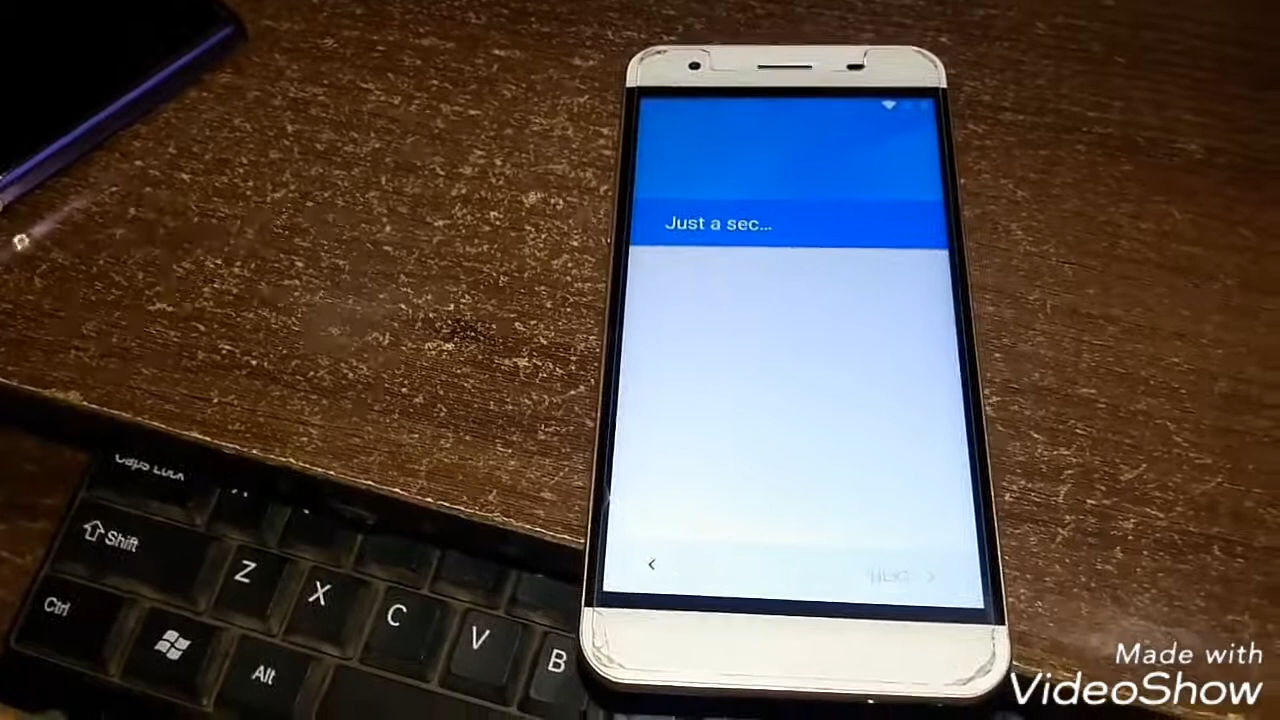 Just a sec...
Caps Lock
Shift
Z
X
C
V
B
Ctrl
Alt
Made with
VideoShow